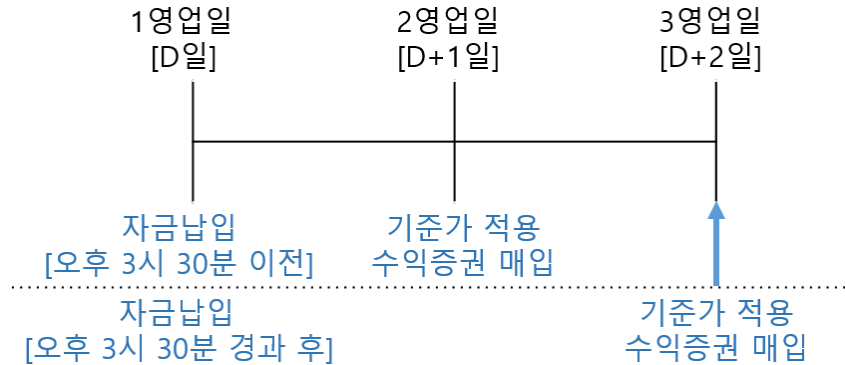 1영업일
[D일]
2영업일
[D+1일]
3영업일
[D+2일]
자금납입
[오후 3시 30분 이전]
기준가 적용
수익증권 매입
자금납입
[오후 3시 30분 경과 후]
기준가 적용
수익증권 매입